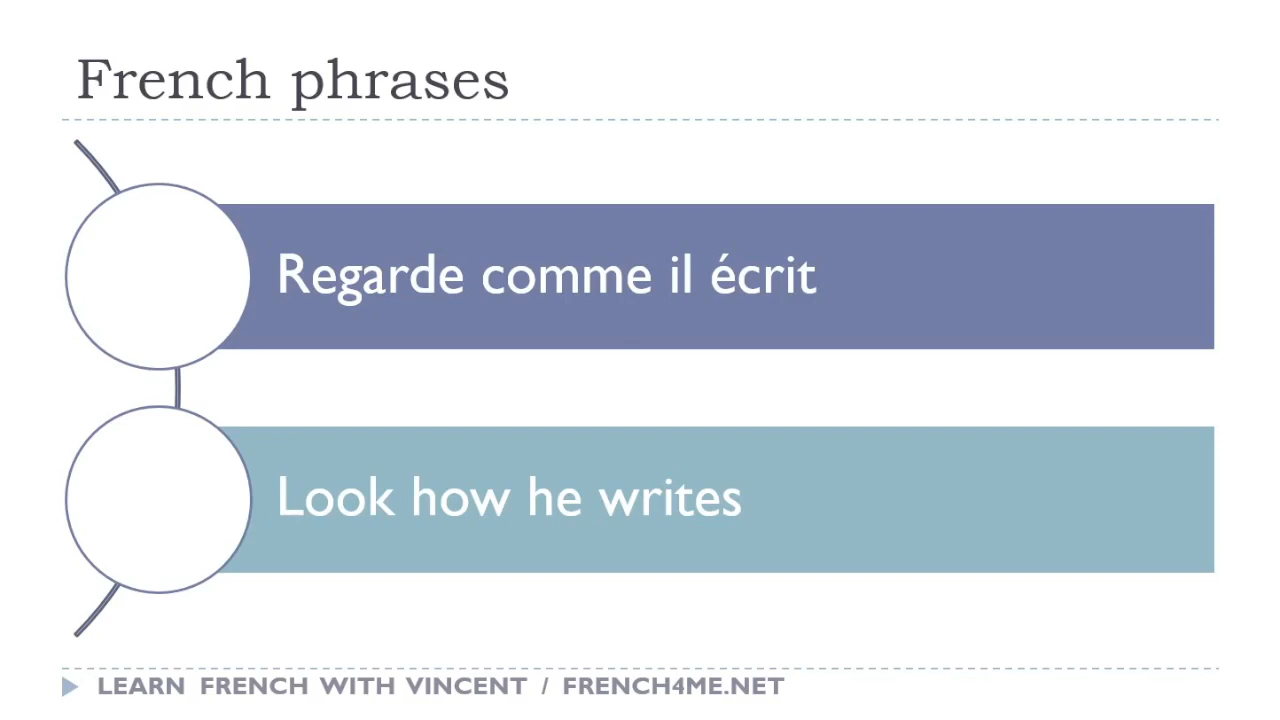 French phrases
Regarde comme il écrit
Look how he writes
LEARN FRENCH WITH VINCENT / FRENCH4ME.NET